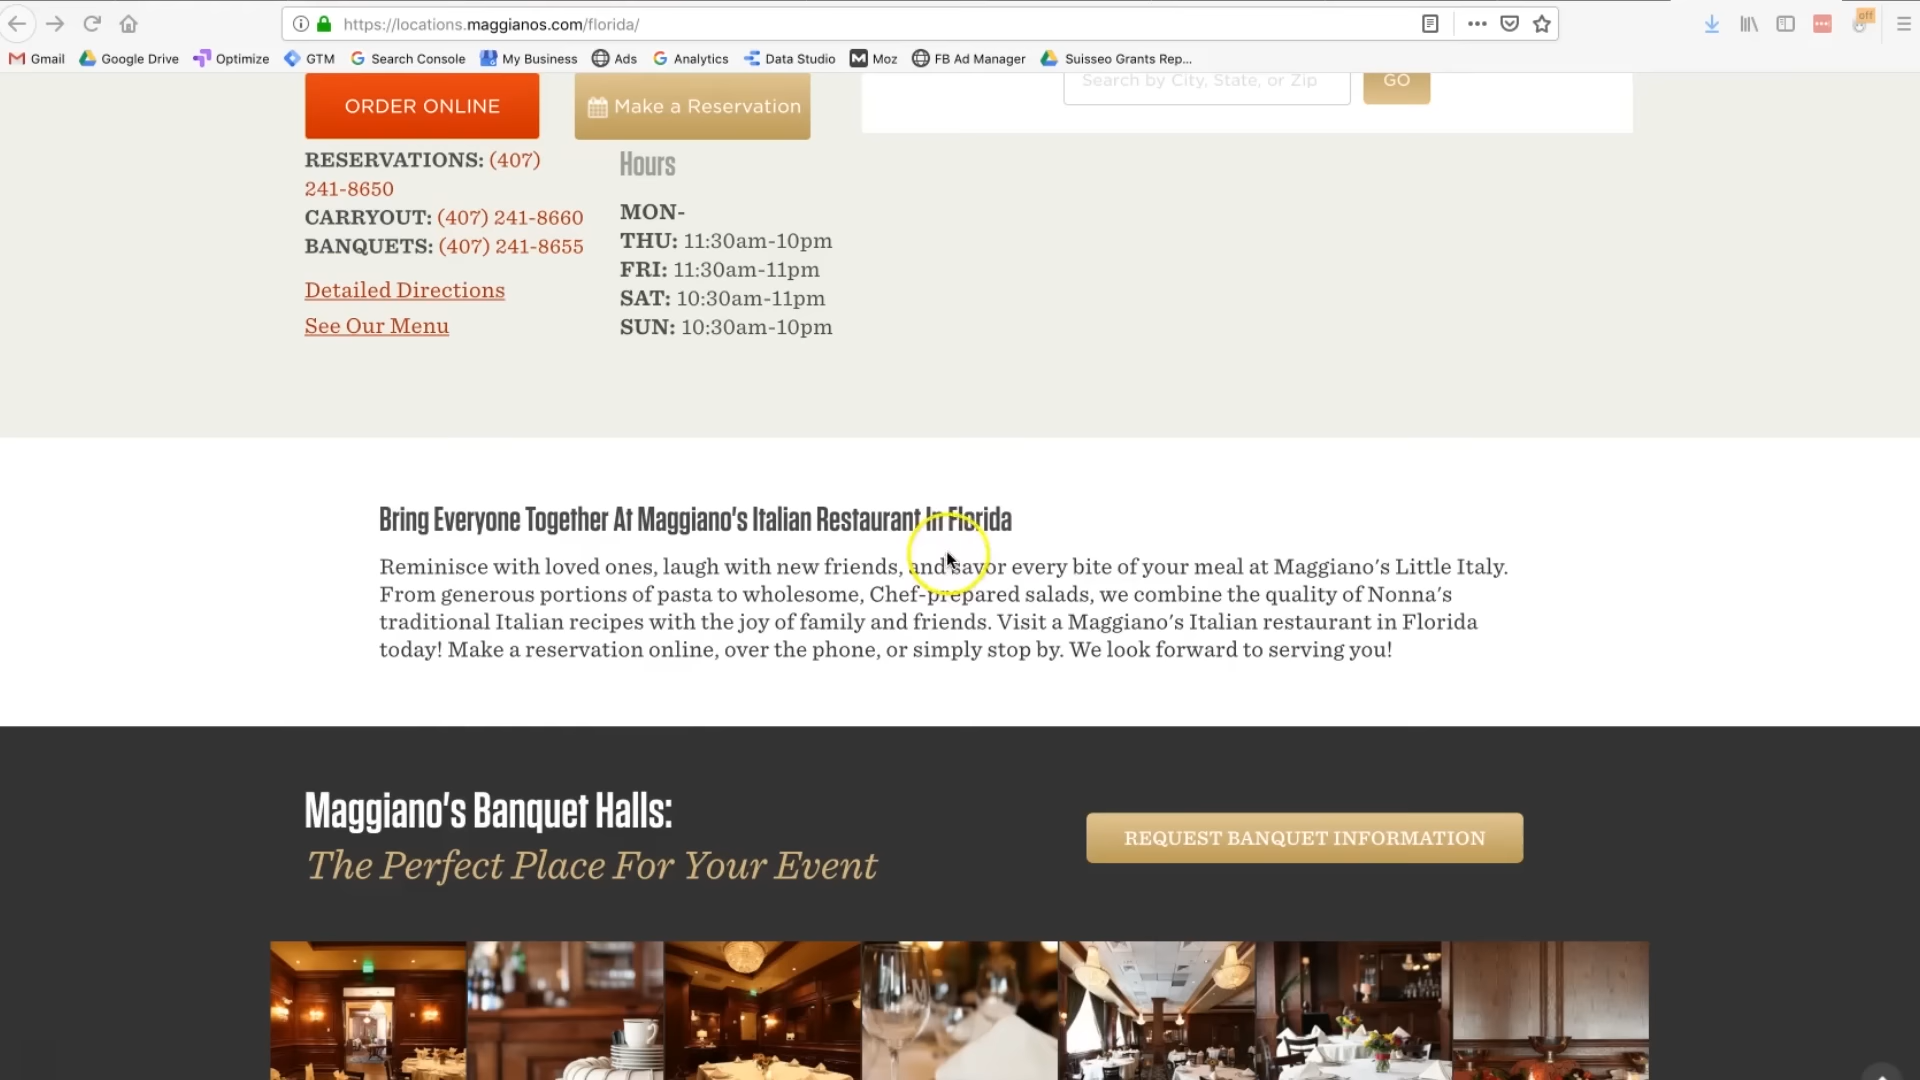 https://locations.maggianos.com/florida/
off
Gmail Google Drive Optimize GTM Search Console My Business Ads Analytics Data Studio Moz FB Ad Manager Suisseo Grants Rep...
ORDER ONLINE
Make a Reservation
Search by City, State, or Zip
GO
RESERVATIONS: (407)
241-8650
CARRYOUT: (407) 241-8660
BANQUETS: (407) 241-8655
Detailed Directions
See Our Menu
Hours
MON-
THU: 11:30am-10pm
FRI: 11:30am-11pm
SAT: 10:30am-11pm
SUN: 10:30am-10pm
Bring Everyone Together At Maggiano's Italian Restaurant In Florida
Reminisce with loved ones, laugh with new friends, and savor every bite of your meal at Maggiano's Little Italy.
From generous portions of pasta to wholesome, Chef-prepared salads, we combine the quality of Nonna's
traditional Italian recipes with the joy of family and friends. Visit a Maggiano's Italian restaurant in Florida
today! Make a reservation online, over the phone, or simply stop by. We look forward to serving you!
Maggiano's Banquet Halls:
The Perfect Place For Your Event
REQUEST BANQUET INFORMATION